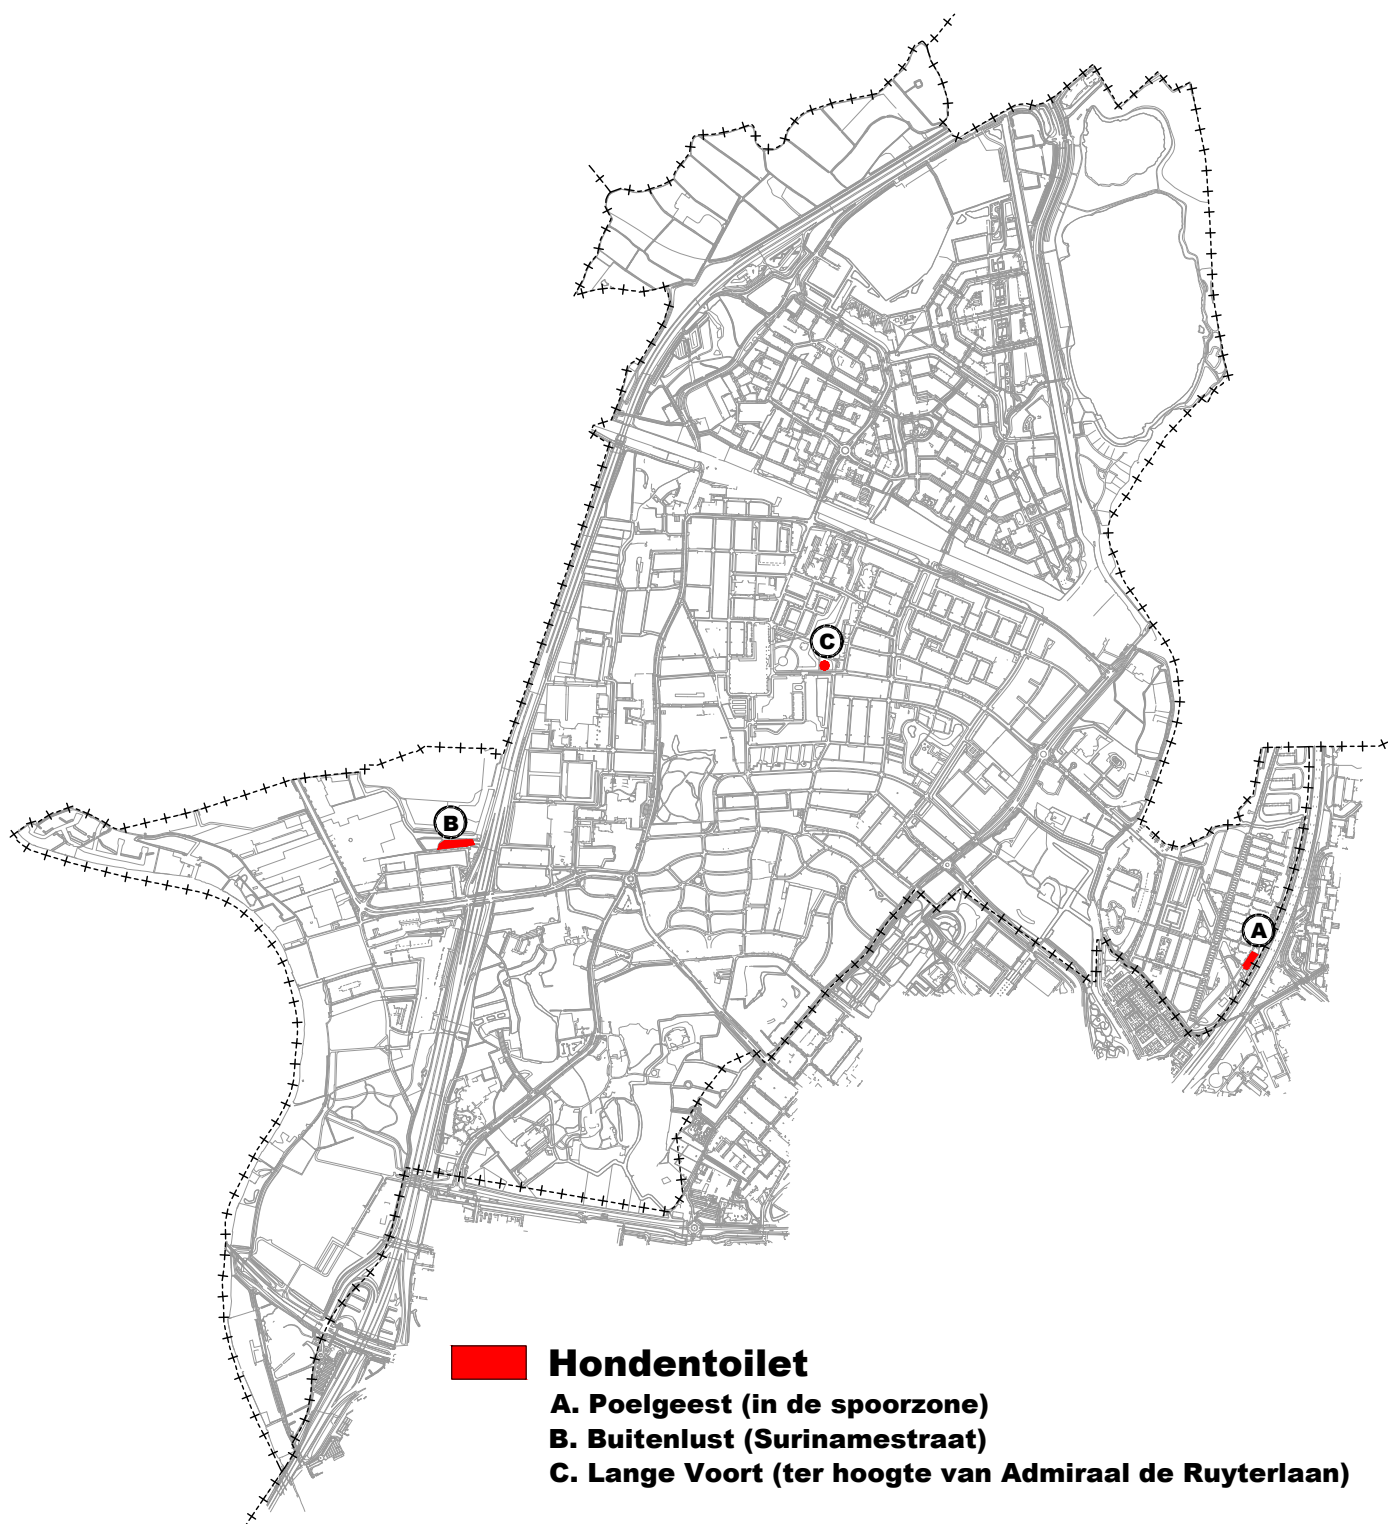 C
B
A
Hondentoilet
A. Poelgeest (in de spoorzone)
B. Buitenlust (Surinamestraat)
C. Lange Voort (ter hoogte van Admiraal de Ruyterlaan)